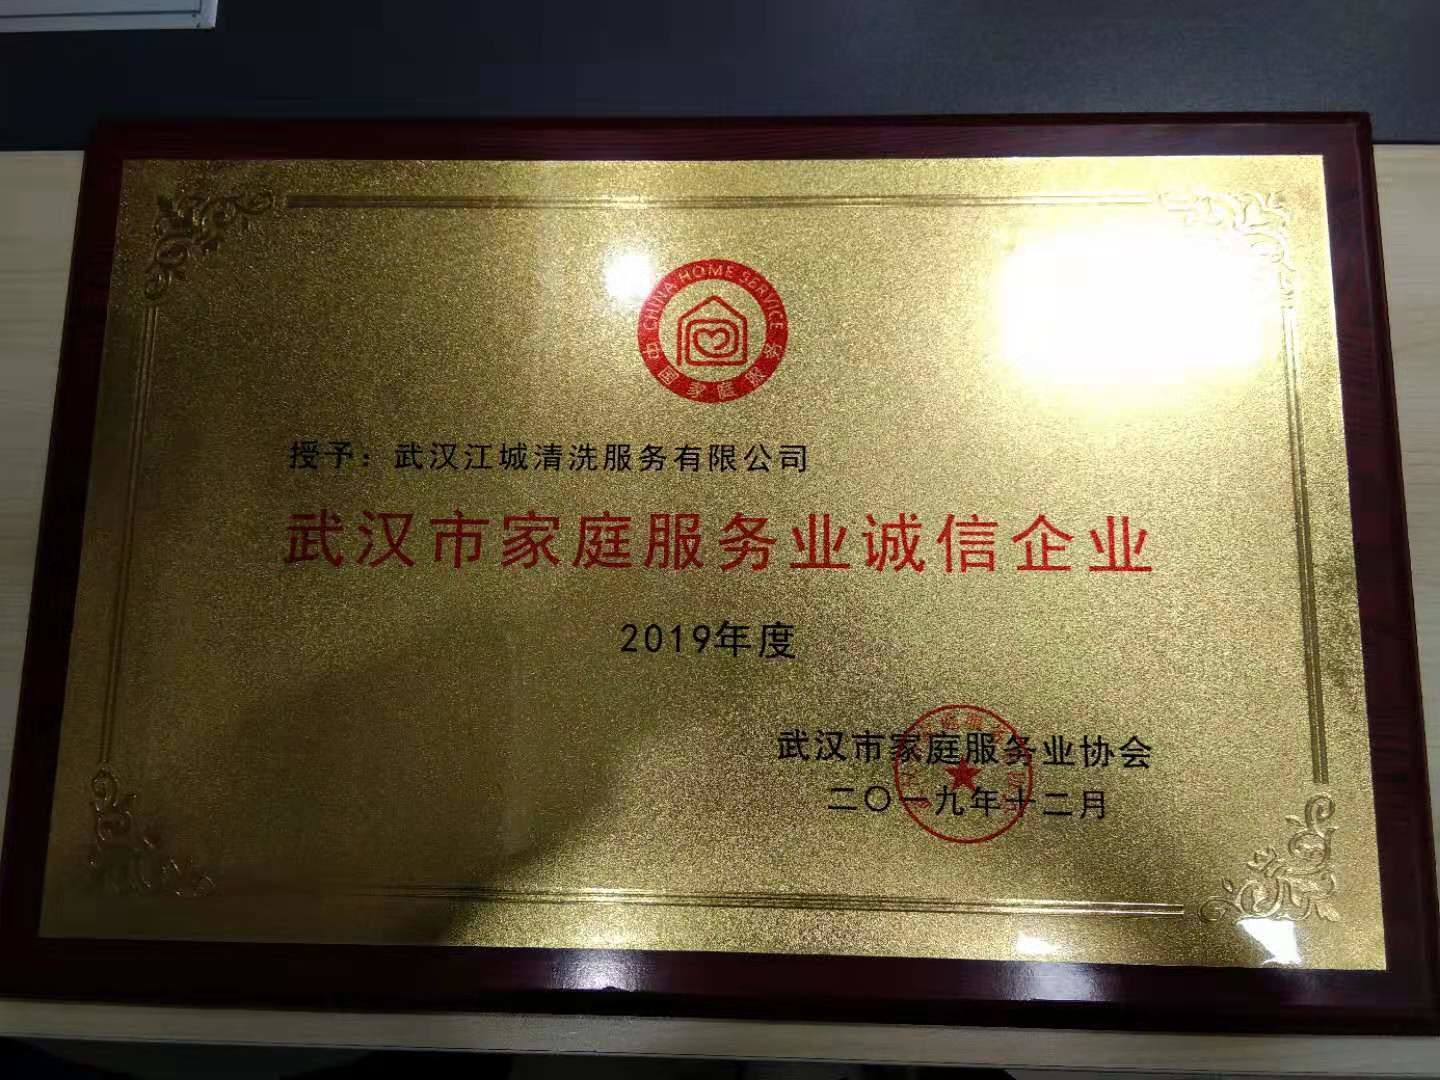 CHINA HOME SERVICE
中国家庭服务
授予：武汉江城清洗服务有限公司
武汉市家庭服务业诚信企业
2019年度
武汉市家庭服务业协会
二〇一九年十二月